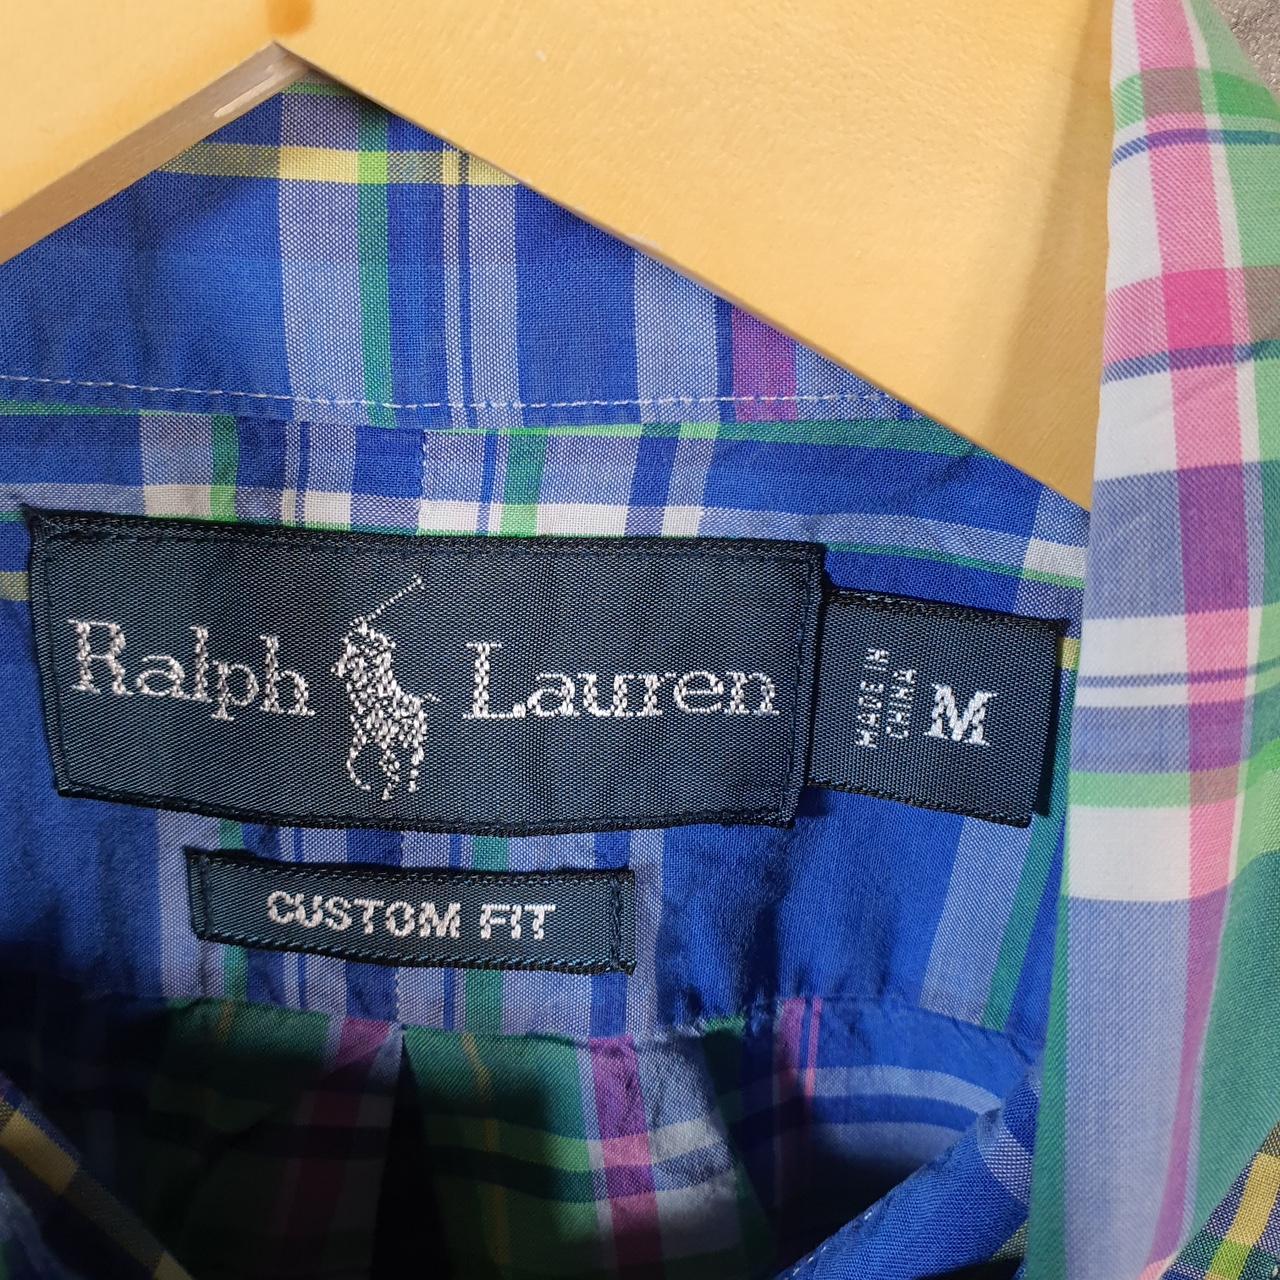 Ralph Lauren
MADE IN
CHINA
M
CUSTOM FIT